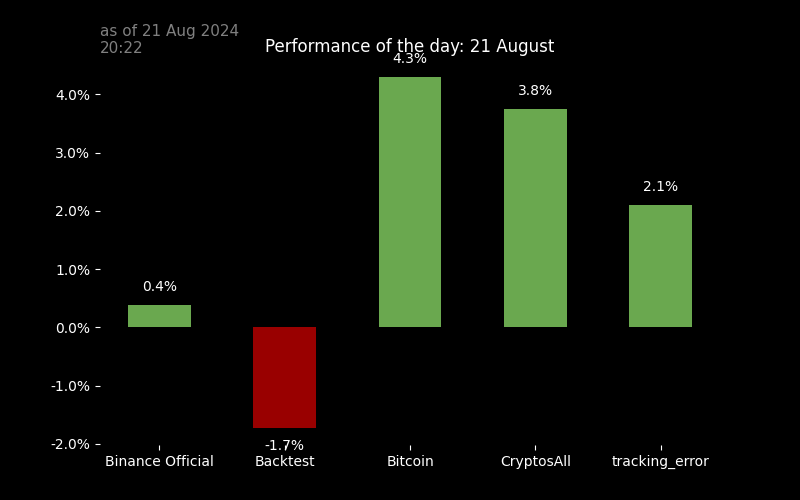 as of 21 Aug 2024
20:22
Performance of the day: 21 August
4.3%
4.0%
3.8%
3.0%
2.1%
2.0%
1.0%
0.4%
0.0%
-1.0%
-2.0%
-1.7%
Binance Official
Backtest
Bitcoin
CryptosAll
tracking_error